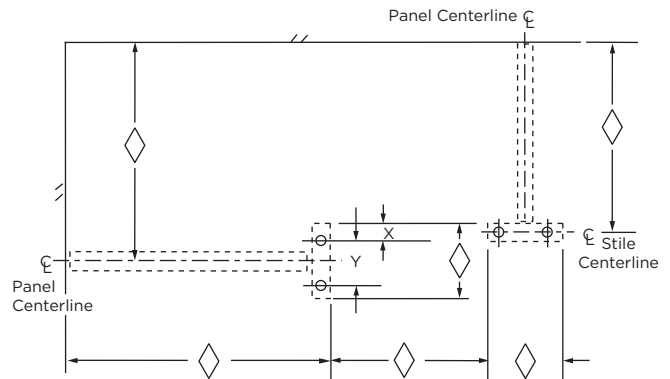 Panel Centerline ℄
X
Y
℄ Stile
Centerline
℄
Panel
Centerline